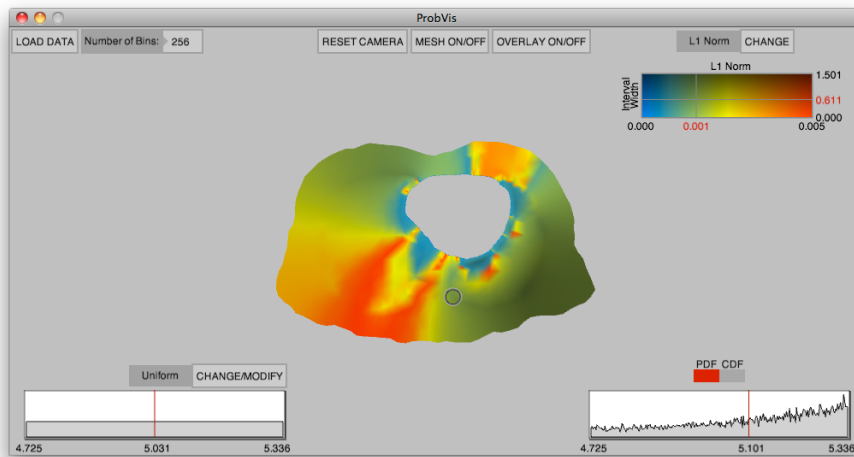 ProbVis
LOAD DATA Number of Bins: 256 RESET CAMERA MESH ON/OFF OVERLAY ON/OFF L1 Norm CHANGE
L1 Norm
Interval
Width
1.501
0.611
0.000
0.000 0.001 0.005
Uniform CHANGE/MODIFY
PDF CDF
4.725 5.031 5.336
4.725 5.101 5.336